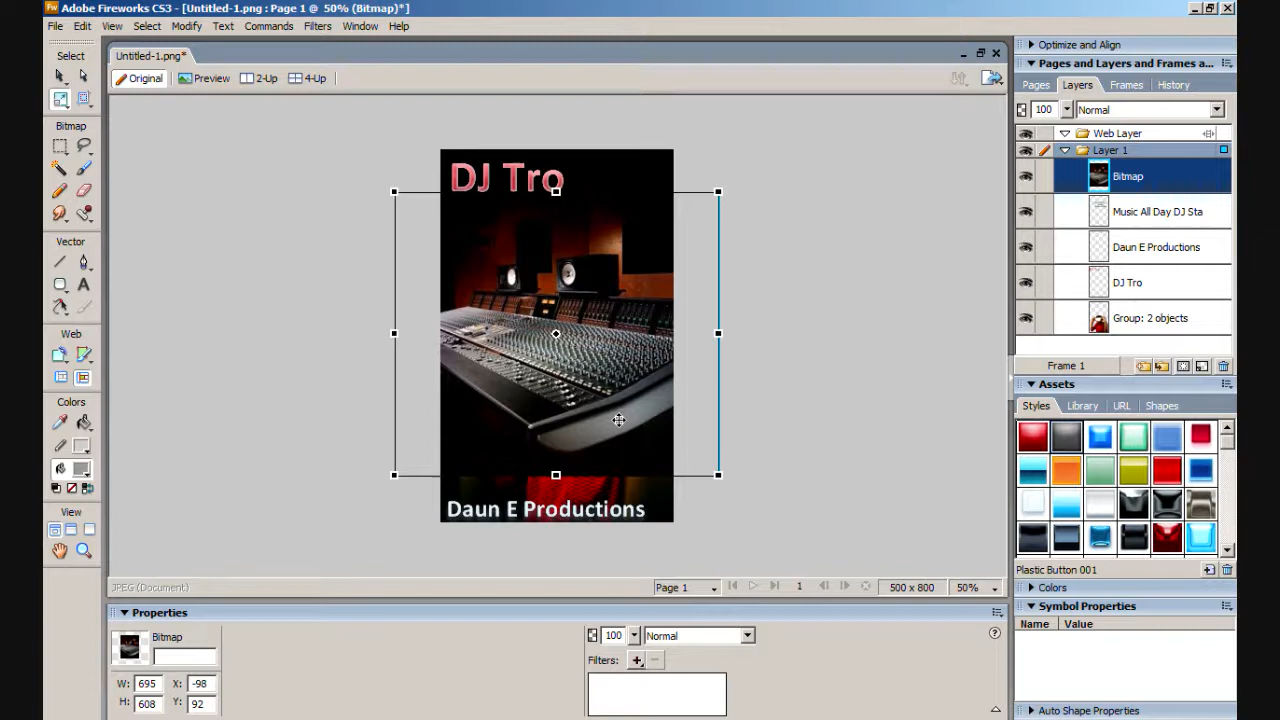 Adobe Fireworks CS3 - [Untitled-1.png : Page 1 @ 50% (Bitmap)*]
File Edit View Select Modify Text Commands Filters Window Help
Select
Bitmap
Vector
Web
Colors
View
Untitled-1.png*
Original Preview 2-Up 4-Up
DJ Tro
Daun E Productions
JPEG (Document)
Page 1 1 500 x 800 50%
Properties
Bitmap
W: 695 X: -98
H: 608 Y: 92
100 Normal
Filters:
Optimize and Align
Pages and Layers and Frames a...
Pages Layers Frames History
100 Normal
Web Layer
Layer 1
Bitmap
Music All Day DJ Sta
Daun E Productions
DJ Tro
Group: 2 objects
Frame 1
Assets
Styles Library URL Shapes
Plastic Button 001
Colors
Symbol Properties
Name Value
Auto Shape Properties